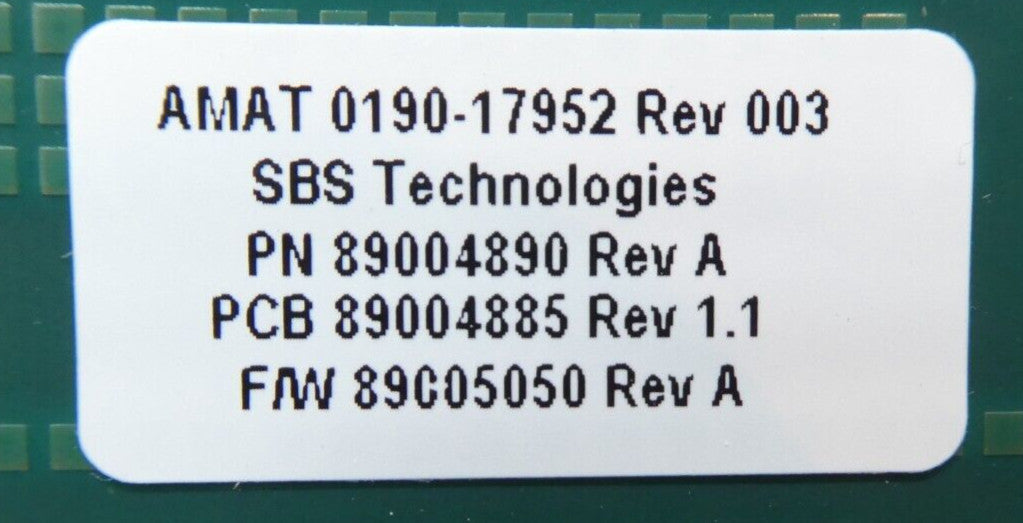 AMAT 0190-17952 Rev 003
SBS Technologies
PN 89004890 Rev A
PCB 89004885 Rev 1.1
F/W 89005050 Rev A